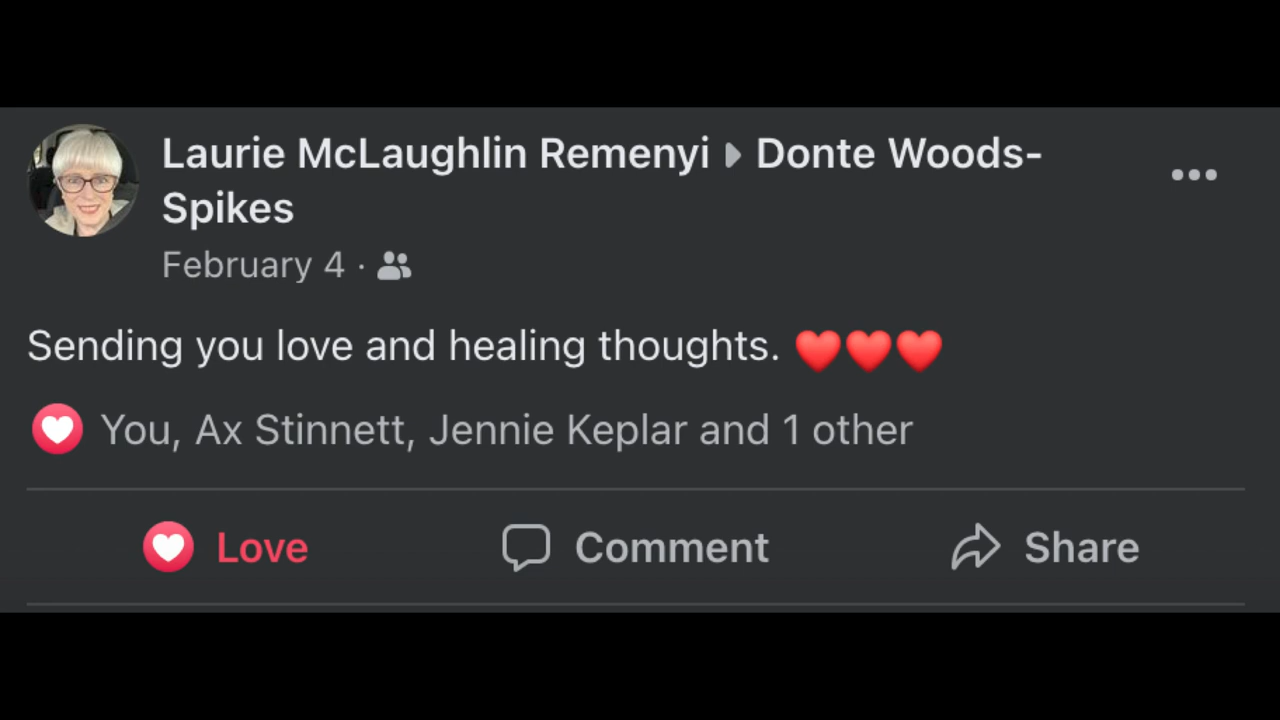 Laurie McLaughlin Remenyi ▸ Donte Woods-
Spikes
February 4 ·
Sending you love and healing thoughts. ❤️❤️❤️
You, Ax Stinnett, Jennie Keplar and 1 other
Love Comment Share